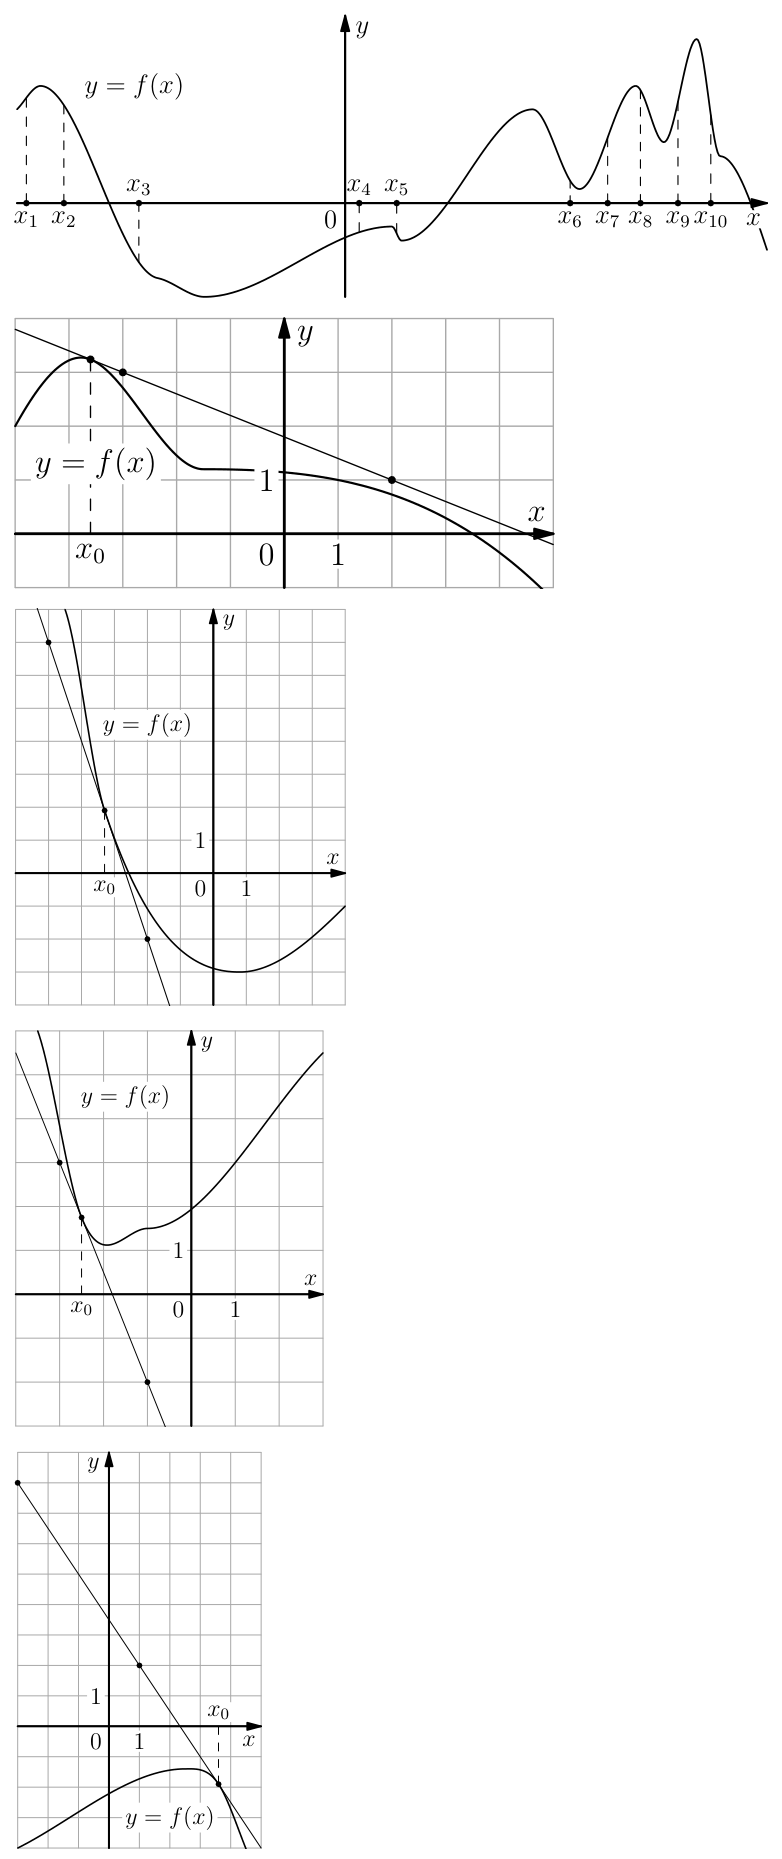 y
y = f(x)
x₃ x₄ x₅
x₁ x₂ 0 x₆ x₇ x₈ x₉ x₁₀ x
y
y = f(x) 1
x
x₀ 0 1
y
y = f(x)
1
x
x₀ 0 1
y
y = f(x)
1
x
x₀ 0 1
y
1 x₀
0 1 x
y = f(x)